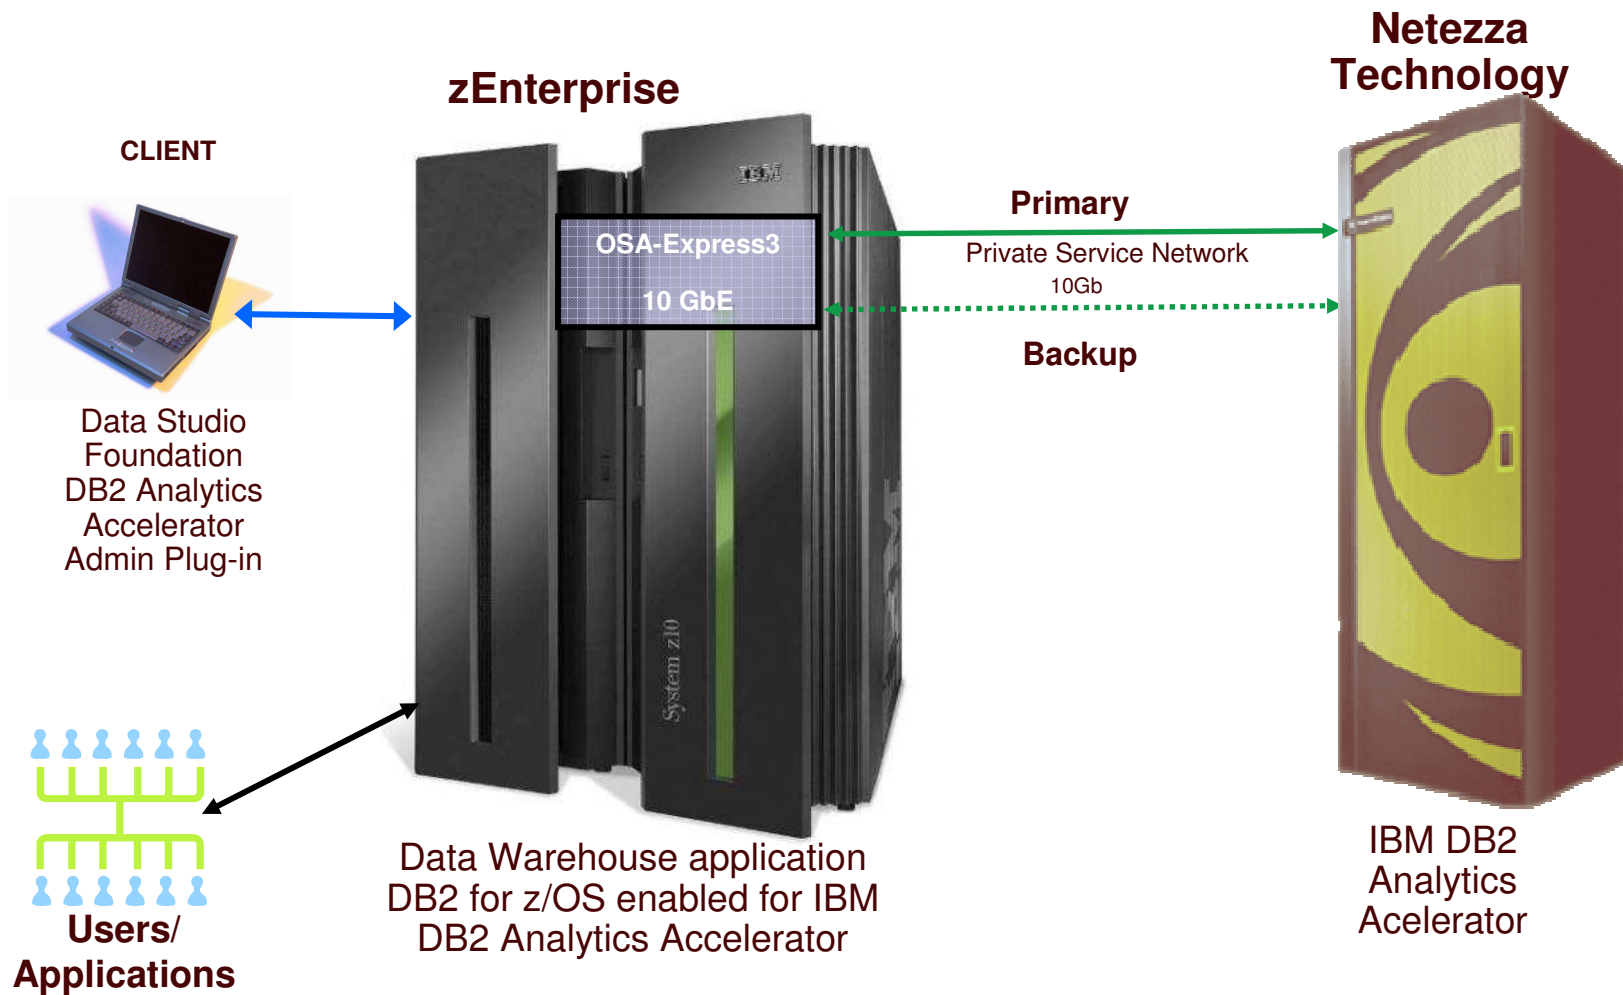 Netezza
Technology
zEnterprise
CLIENT
IBM
OSA-Express3
10 GbE
Primary
Private Service Network
10Gb
Backup
Data Studio
Foundation
DB2 Analytics
Accelerator
Admin Plug-in
System z10
Users/
Applications
Data Warehouse application
DB2 for z/OS enabled for IBM
DB2 Analytics Accelerator
IBM DB2
Analytics
Acelerator